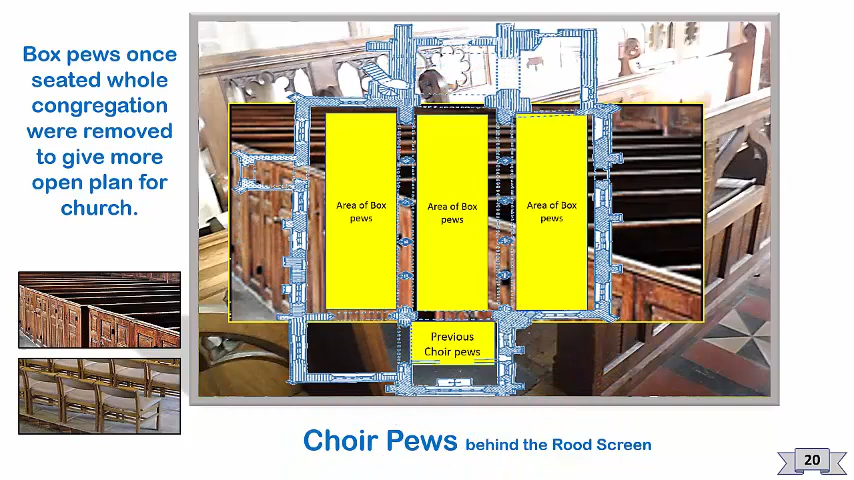 Box pews once
seated whole
congregation
were removed
to give more
open plan for
church.
Area of Box
pews
Area of Box
pews
Area of Box
pews
Previous
Choir pews
Choir Pews behind the Rood Screen
20